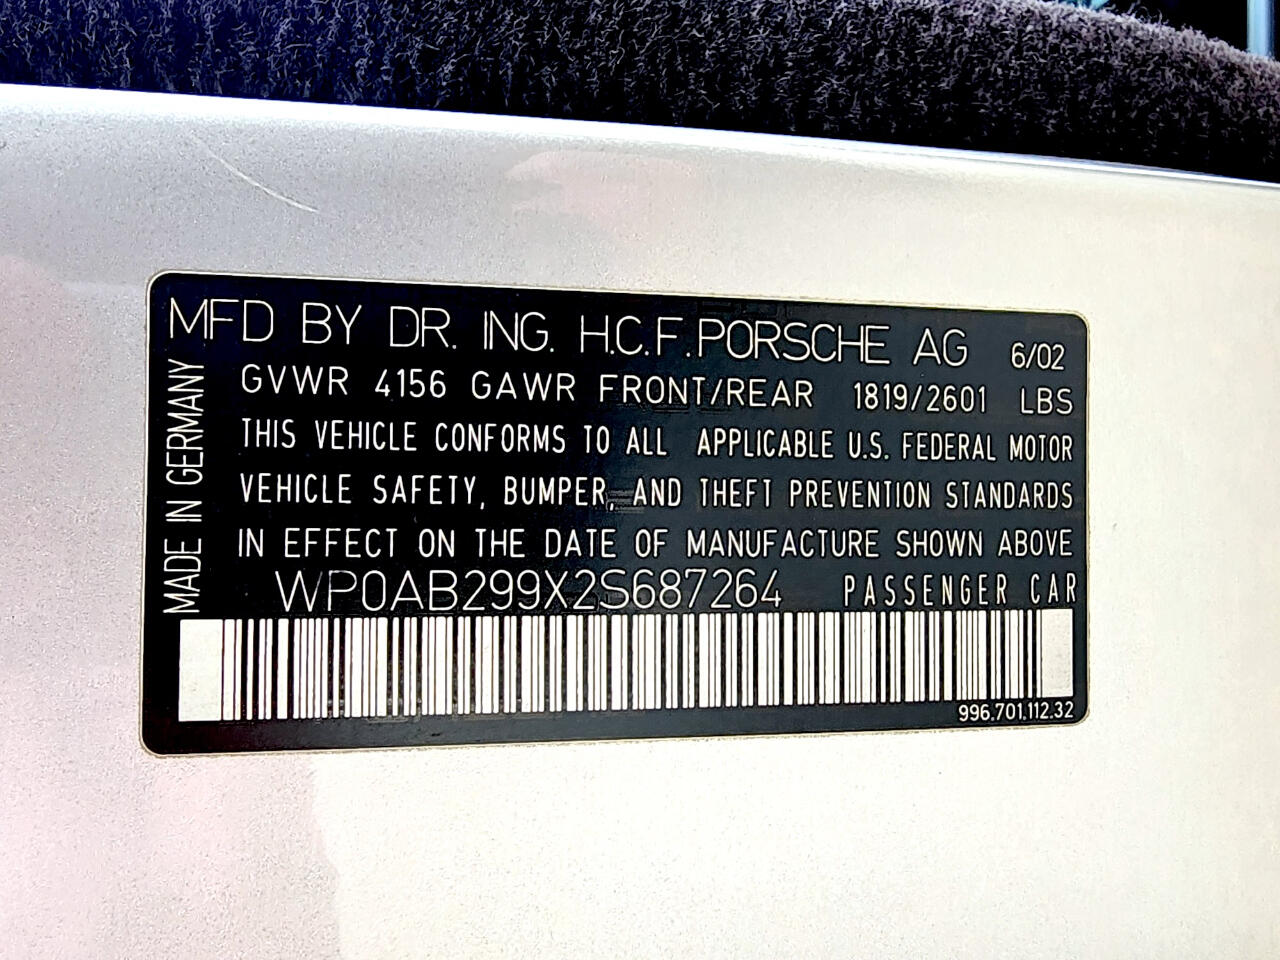 MFD BY DR. ING. H.C.F. PORSCHE AG 6/02
GVWR 4156 GAWR FRONT/REAR 1819/2601 LBS
THIS VEHICLE CONFORMS TO ALL APPLICABLE U.S. FEDERAL MOTOR
VEHICLE SAFETY, BUMPER, AND THEFT PREVENTION STANDARDS
IN EFFECT ON THE DATE OF MANUFACTURE SHOWN ABOVE
WP0AB299X2S687264 PASSENGER CAR
MADE IN GERMANY
996.701.112.32